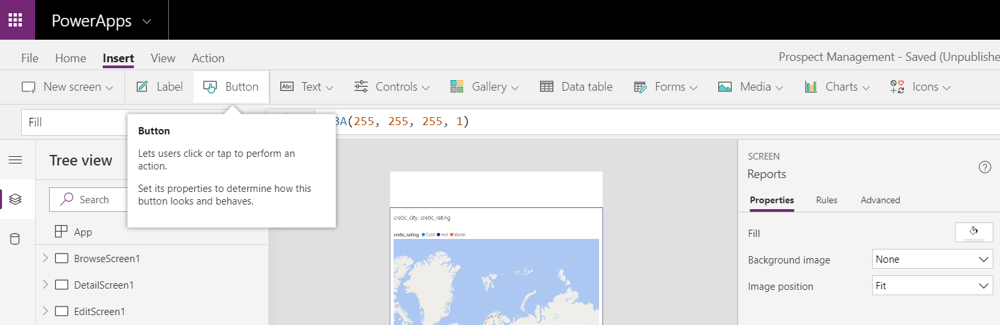 PowerApps
File Home Insert View Action
Prospect Management - Saved (Unpublishe
New screen Label Button Abc Text Controls Gallery Data table Forms Media Charts Icons
Fill
BA(255, 255, 255, 1)
Button
Lets users click or tap to perform an
action.
Set its properties to determine how this
button looks and behaves.
Tree view
Search
App
BrowseScreen1
DetailScreen1
EditScreen1
cre0c_city, cre0c_rating
cre0c_rating Cold Hot Warm
SCREEN
Reports
?
Properties Rules Advanced
Fill
Background image None
Image position Fit